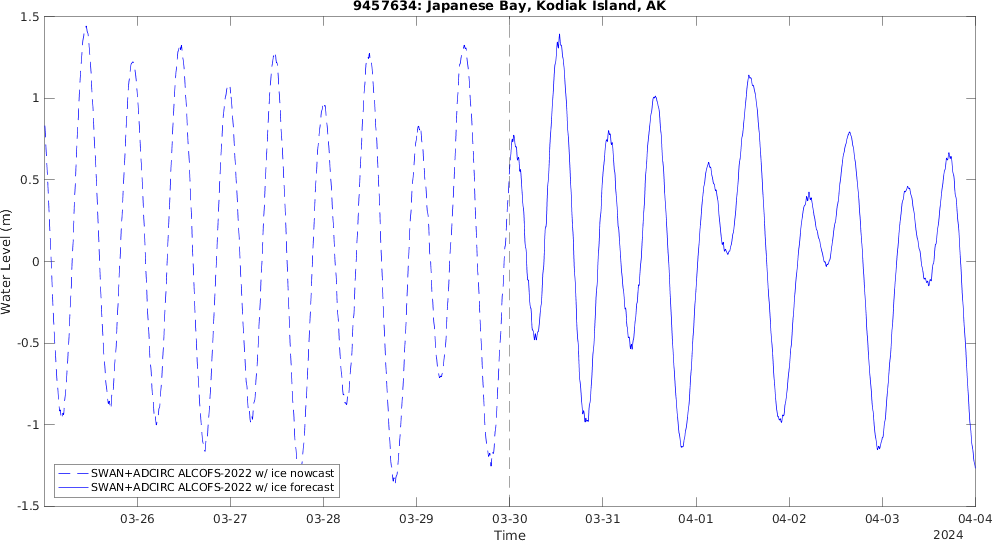 9457634: Japanese Bay, Kodiak Island, AK
1.5
1
0.5
0
-0.5
-1
-1.5
Water Level (m)
SWAN+ADCIRC ALCOFS-2022 w/ ice nowcast
SWAN+ADCIRC ALCOFS-2022 w/ ice forecast
03-26 03-27 03-28 03-29 03-30 03-31 04-01 04-02 04-03 04-04
Time
2024